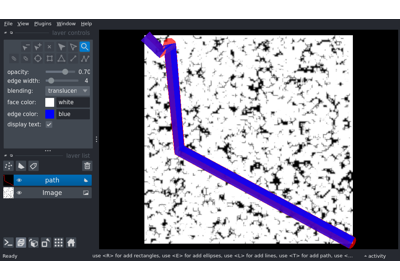 File View Plugins Window Help
layer controls
opacity: 0.70
edge width: 4
blending: translucen
face color: white
edge color: blue
display text:
layer list
path
Image
Ready use <R> for add rectangles, use <E> for add ellipses, use <L> for add lines, use <T> for add path, use <... activity